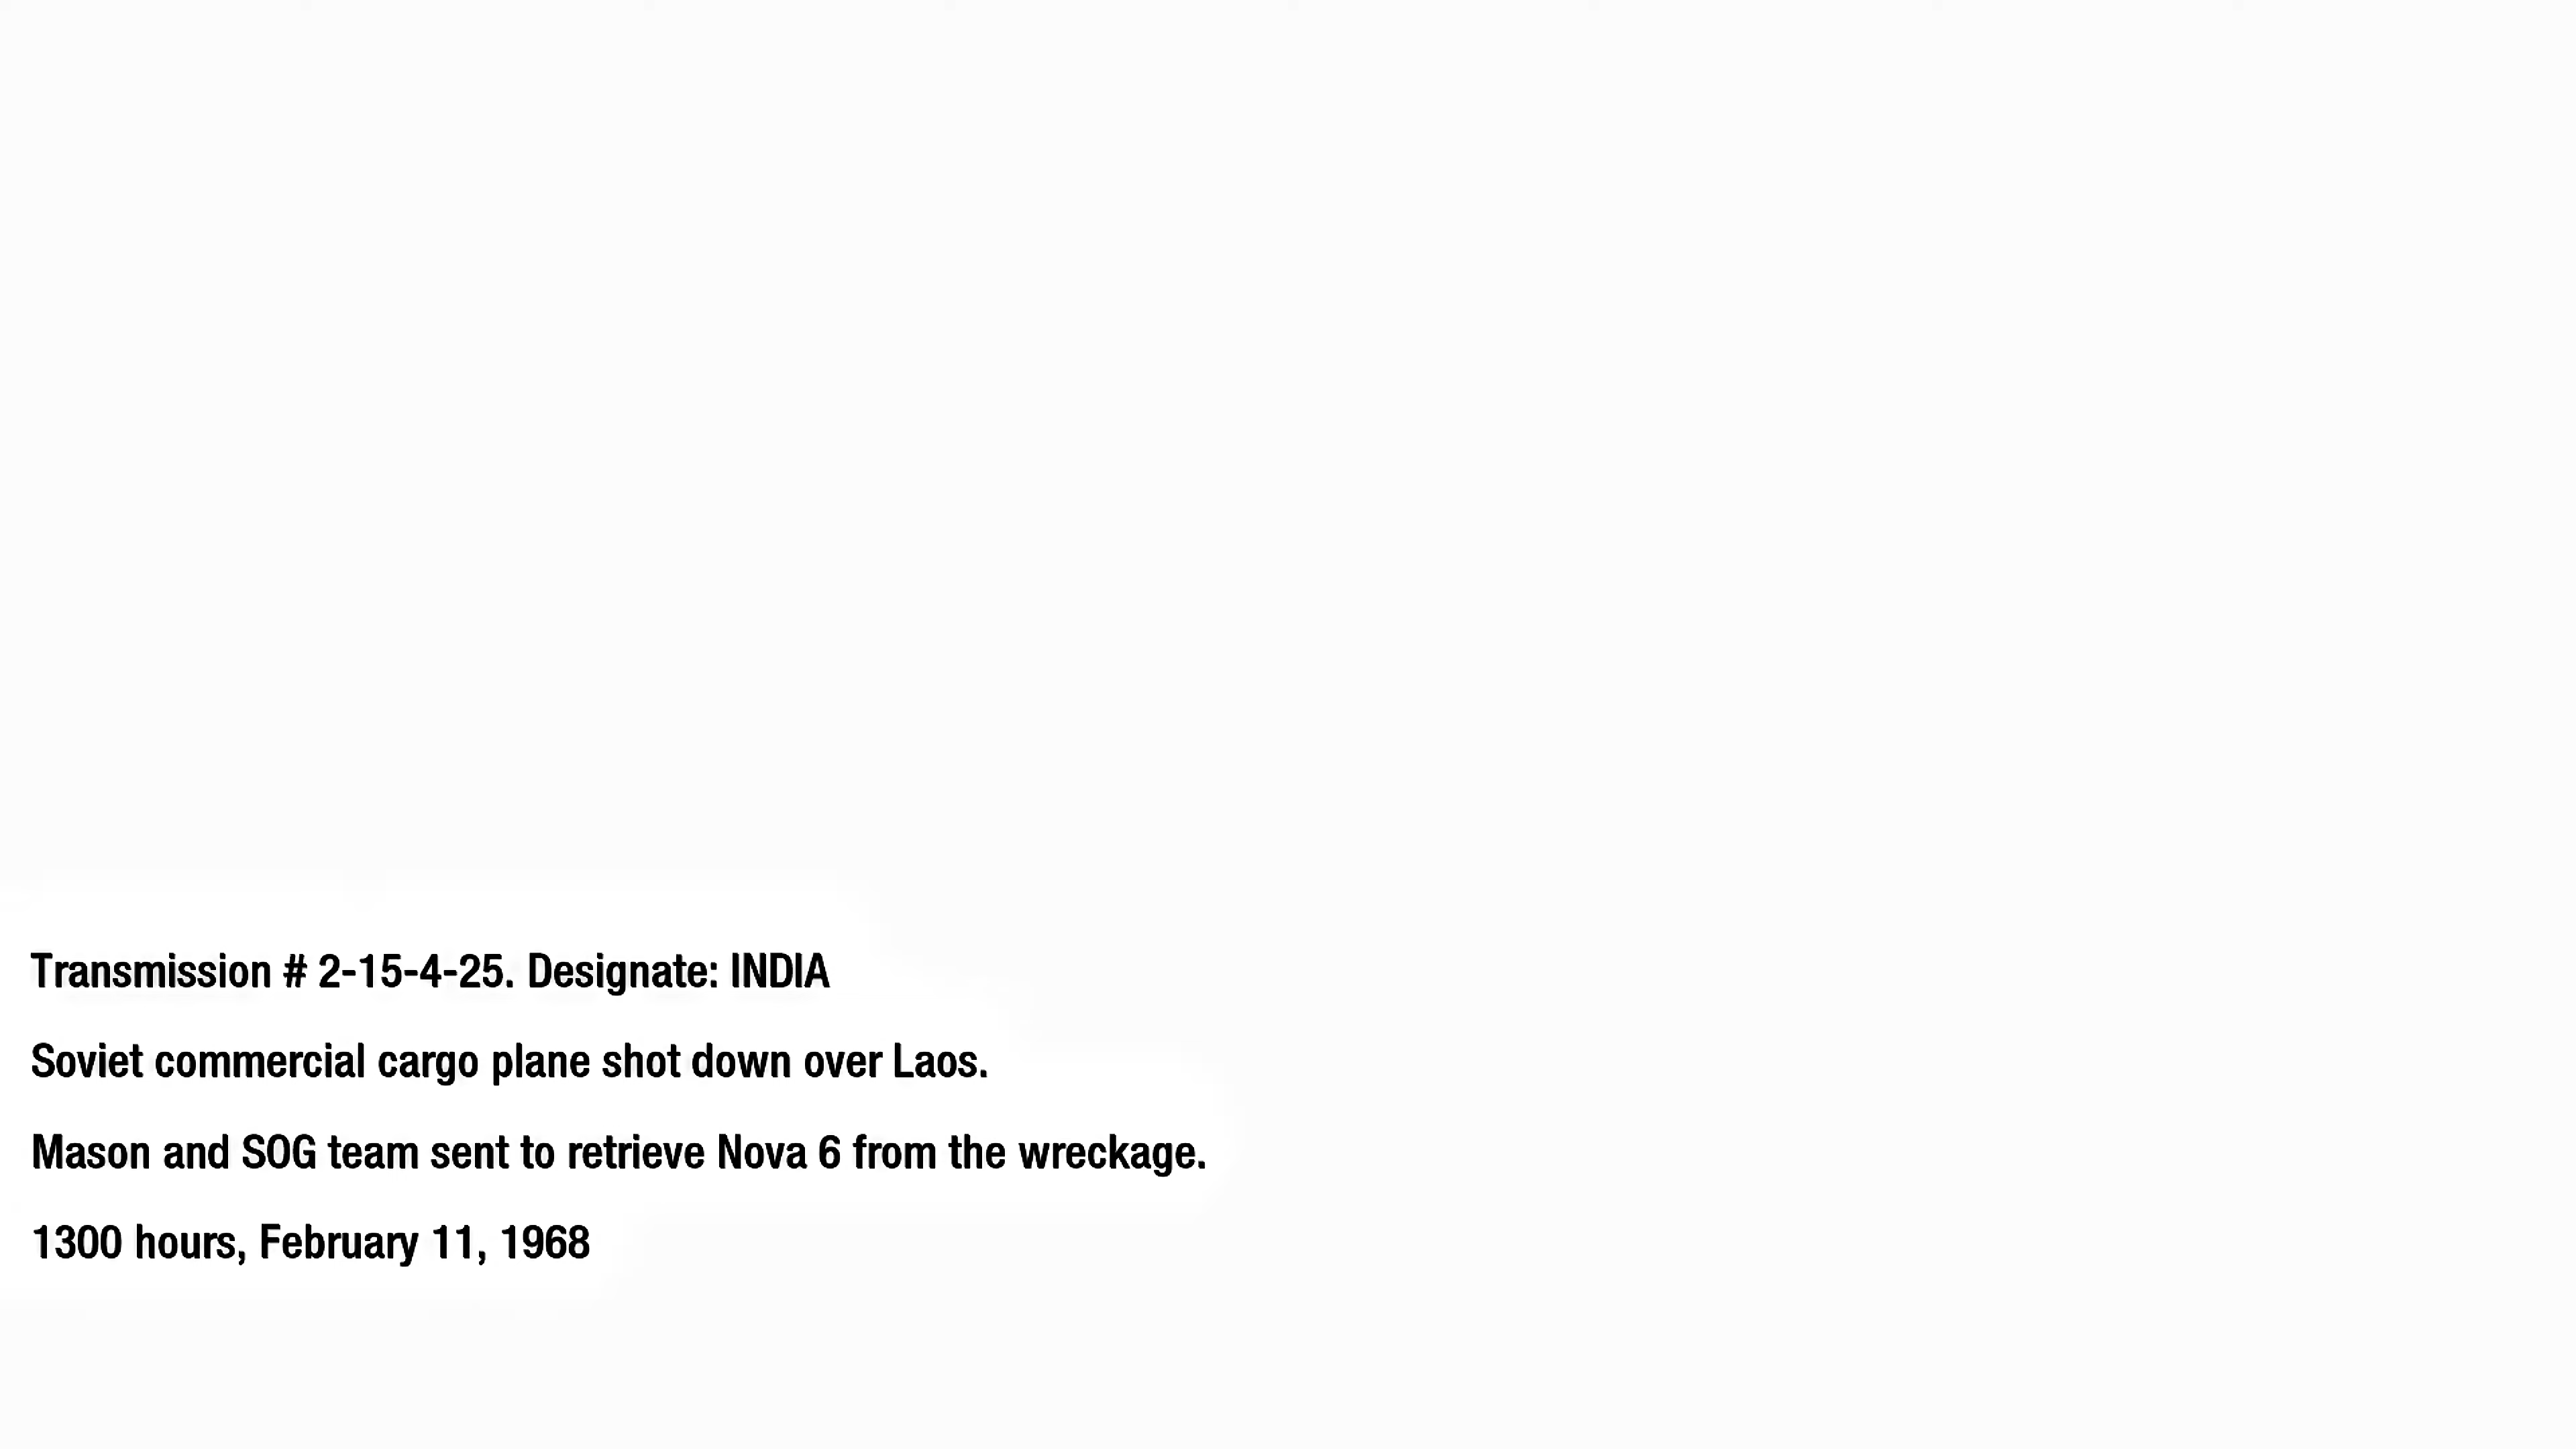 Transmission # 2-15-4-25. Designate: INDIA
Soviet commercial cargo plane shot down over Laos.
Mason and SOG team sent to retrieve Nova 6 from the wreckage.
1300 hours, February 11, 1968